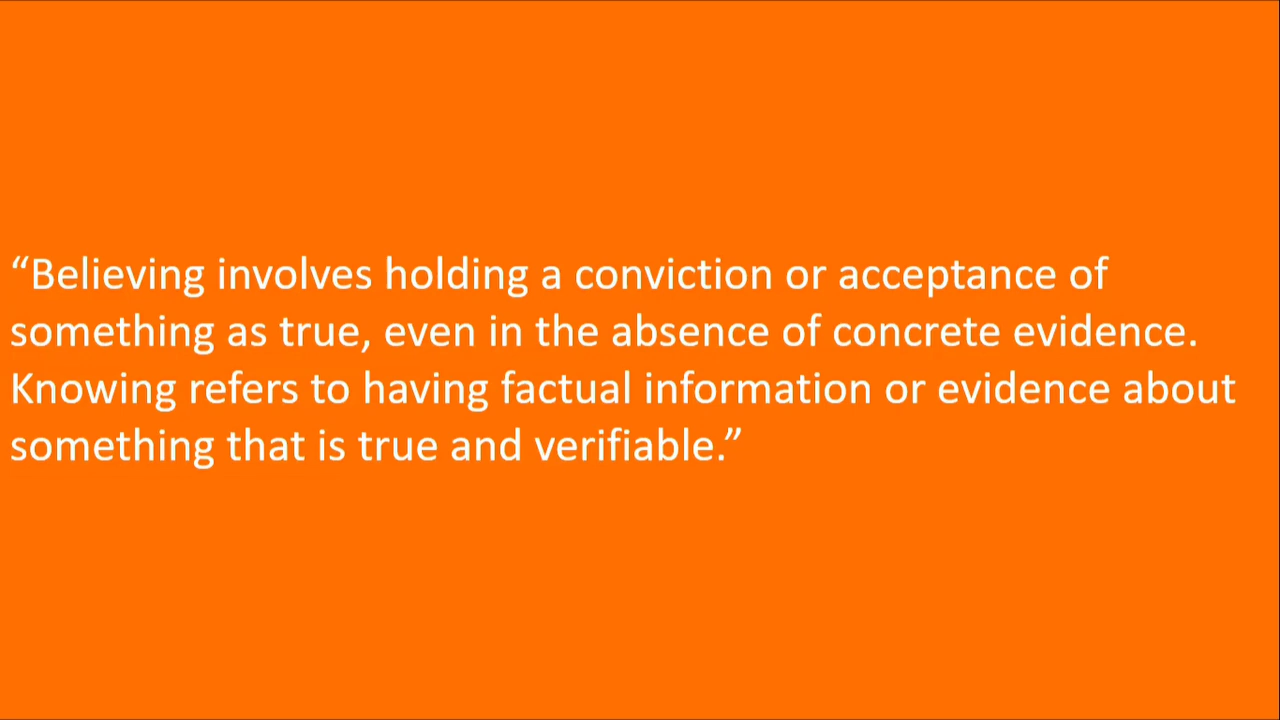 “Believing involves holding a conviction or acceptance of
something as true, even in the absence of concrete evidence.
Knowing refers to having factual information or evidence about
something that is true and verifiable.”